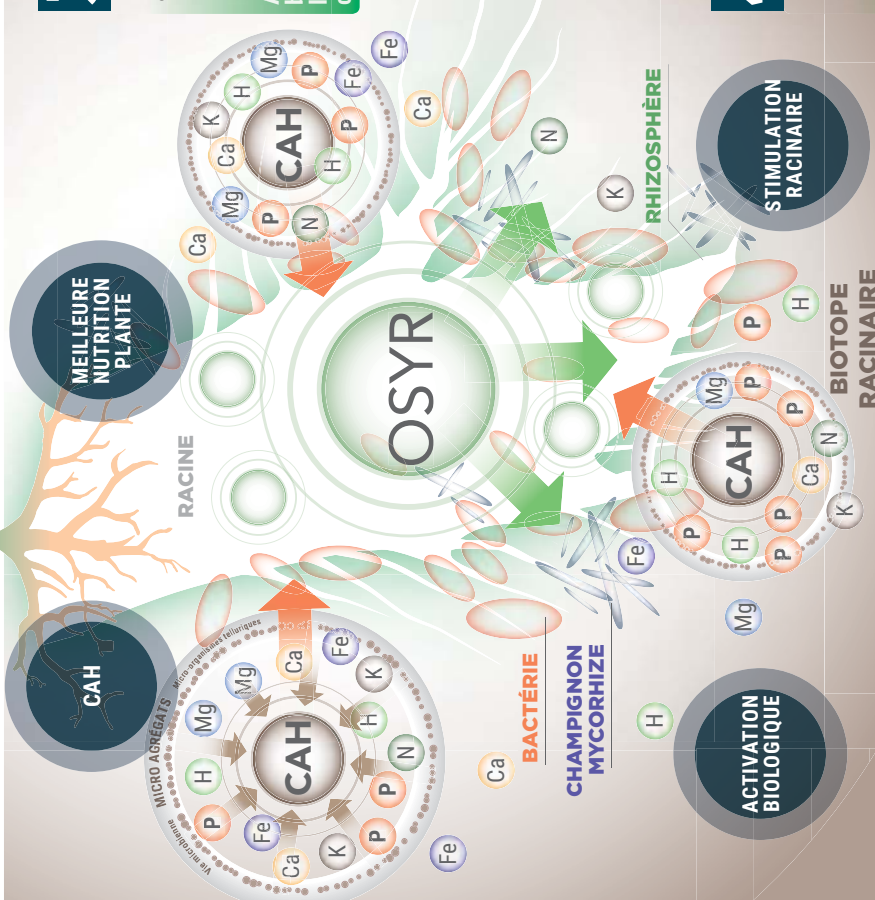 CAH
MEILLEURE
NUTRITION
PLANTE
Vie microbienne
MICRO AGRÉGATS
Micro-organismes telluriques
P
H
Mg
Mg
Fe
Ca
CAH
Ca
Fe
K
P
P
H
K
N
RACINE
Ca
Mg
Ca
K
H
Mg
P
N
CAH
P
H
P
Fe
Fe
Ca
OSYR
Fe
Ca
BACTÉRIE
CHAMPIGNON
MYCORHIZE
N
K
RHIZOSPHÈRE
Fe
H
P
H
Mg
P
CAH
H
P
P
P
Ca
N
K
Mg
P
H
ACTIVATION
BIOLOGIQUE
STIMULATION
RACINAIRE
BIOTOPE
RACINAIRE